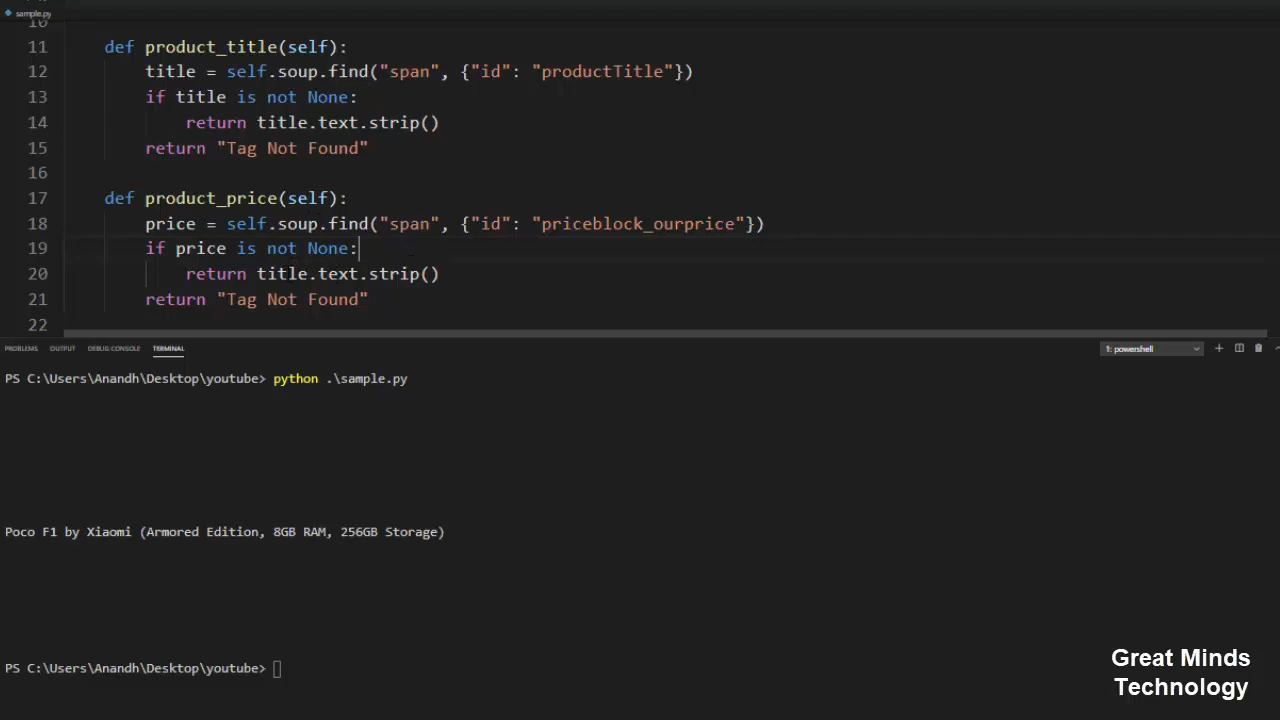 sample.py
10
11 def product_title(self):
12 title = self.soup.find("span", {"id": "productTitle"})
13 if title is not None:
14 return title.text.strip()
15 return "Tag Not Found"
16
17 def product_price(self):
18 price = self.soup.find("span", {"id": "priceblock_ourprice"})
19 if price is not None:
20 return title.text.strip()
21 return "Tag Not Found"
22
PROBLEMS OUTPUT DEBUG CONSOLE TERMINAL 1: powershell
PS C:\Users\Anandh\Desktop\youtube> python .\sample.py
Poco F1 by Xiaomi (Armored Edition, 8GB RAM, 256GB Storage)
PS C:\Users\Anandh\Desktop\youtube>
Great Minds
Technology